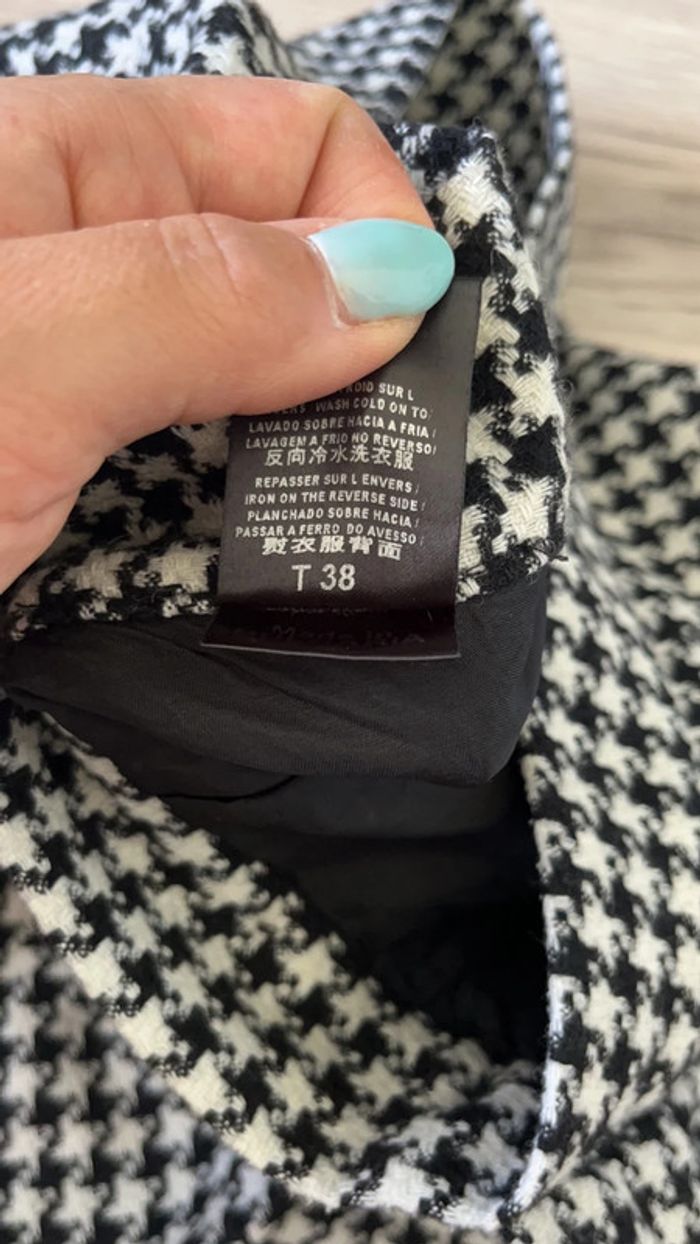 ROID SUR L
WASH COLD ON TO
LAVADO SOBRE HACIA A FRIA /
LAVAGEM A FRIO NO REVERSO/
反向冷水洗衣服
REPASSER SUR L ENVERS /
IRON ON THE REVERSE SIDE /
PLANCHADO SOBRE HACIA /
PASSAR A FERRO DO AVESSO /
熨衣服背面
T 38